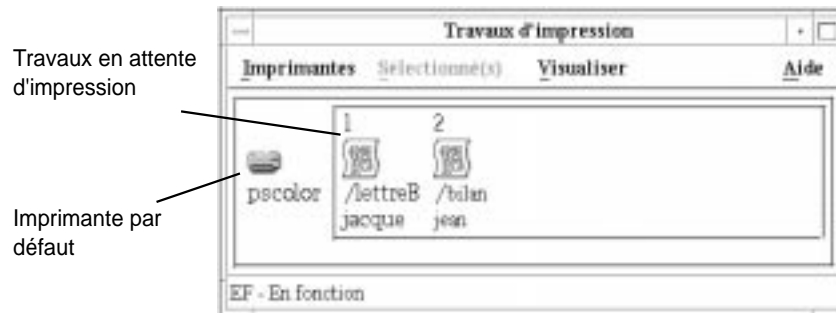 Travaux d'impression
Travaux en attente
d'impression
Imprimantes Sélectionné(s) Visualiser Aide
1 2
pscolor /lettreB /bilan
jacque jean
Imprimante par
défaut
EF - En fonction